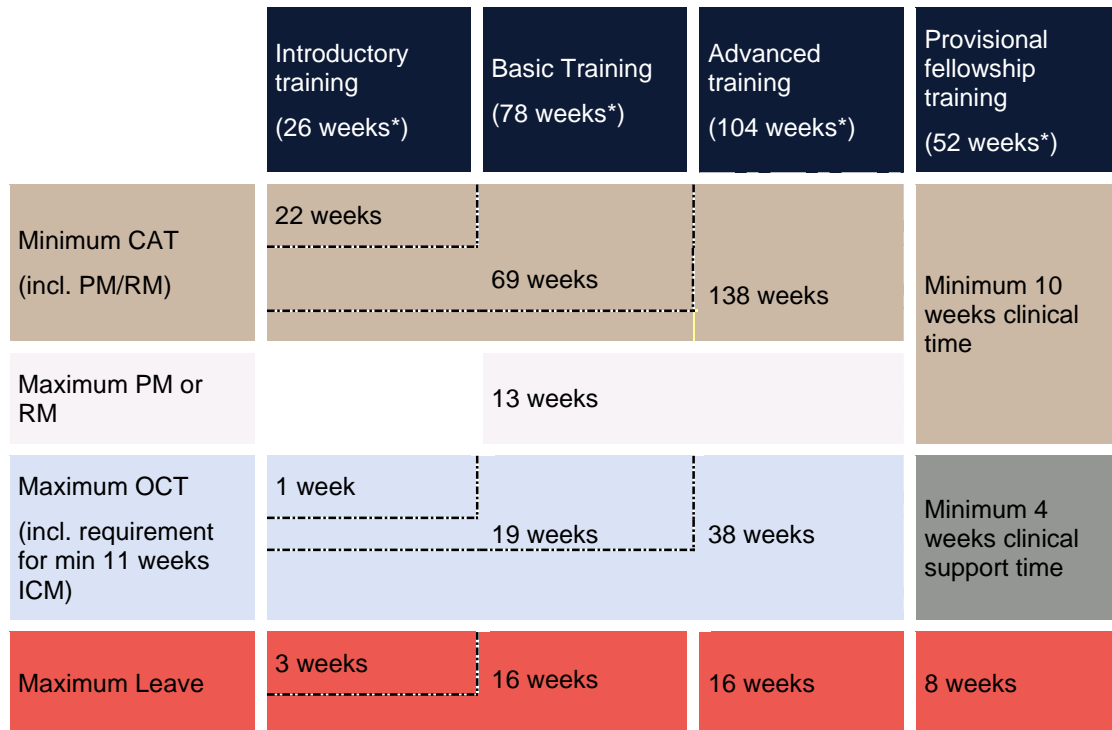 Introductory
training
(26 weeks*)
Basic Training
(78 weeks*)
Advanced
training
(104 weeks*)
Provisional
fellowship
training
(52 weeks*)
Minimum CAT
(incl. PM/RM)
22 weeks
69 weeks
138 weeks
Minimum 10
weeks clinical
time
Maximum PM or
RM
13 weeks
Maximum OCT
(incl. requirement
for min 11 weeks
ICM)
1 week
19 weeks
38 weeks
Minimum 4
weeks clinical
support time
Maximum Leave
3 weeks
16 weeks
16 weeks
8 weeks